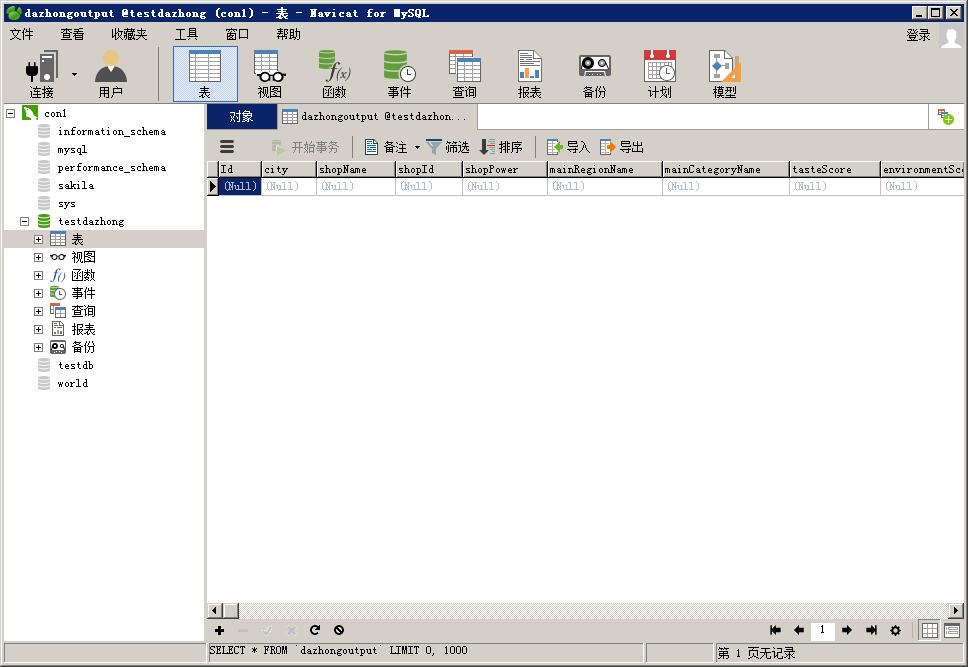 dazhongoutput @testdazhong (con1) - 表 - Navicat for MySQL
文件 查看 收藏夹 工具 窗口 帮助 登录
连接 用户 表 视图 函数 事件 查询 报表 备份 计划 模型
con1
information_schema
mysql
performance_schema
sakila
sys
testdazhong
表
视图
f() 函数
事件
查询
报表
备份
testdb
world
对象 dazhongoutput @testdazhon...
开始事务 备注 筛选 排序 导入 导出
Id city shopName shopId shopPower mainRegionName mainCategoryName tasteScore environmentSco
(Null) (Null) (Null) (Null) (Null) (Null) (Null) (Null) (Null)
1
SELECT * FROM `dazhongoutput` LIMIT 0, 1000 第 1 页无记录